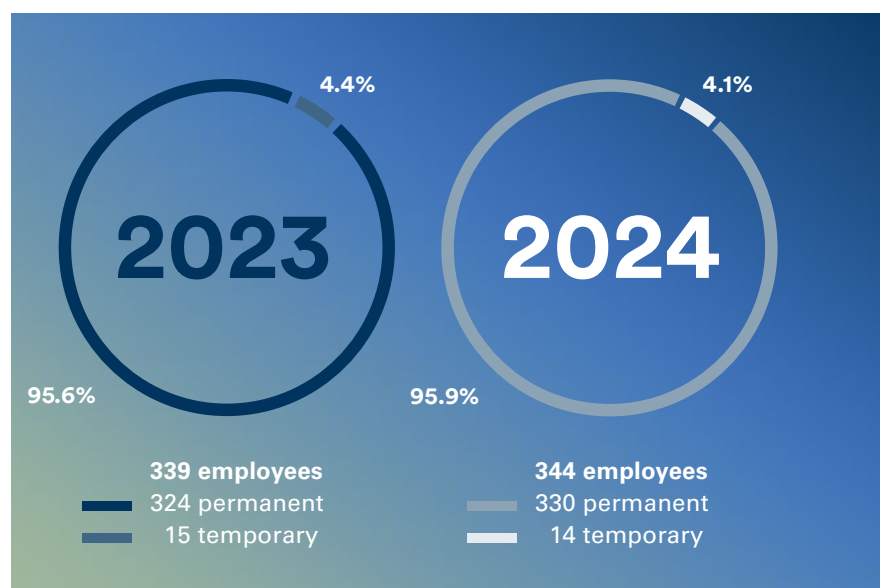 4.4%
2023
95.6%
339 employees
324 permanent
15 temporary
4.1%
2024
95.9%
344 employees
330 permanent
14 temporary